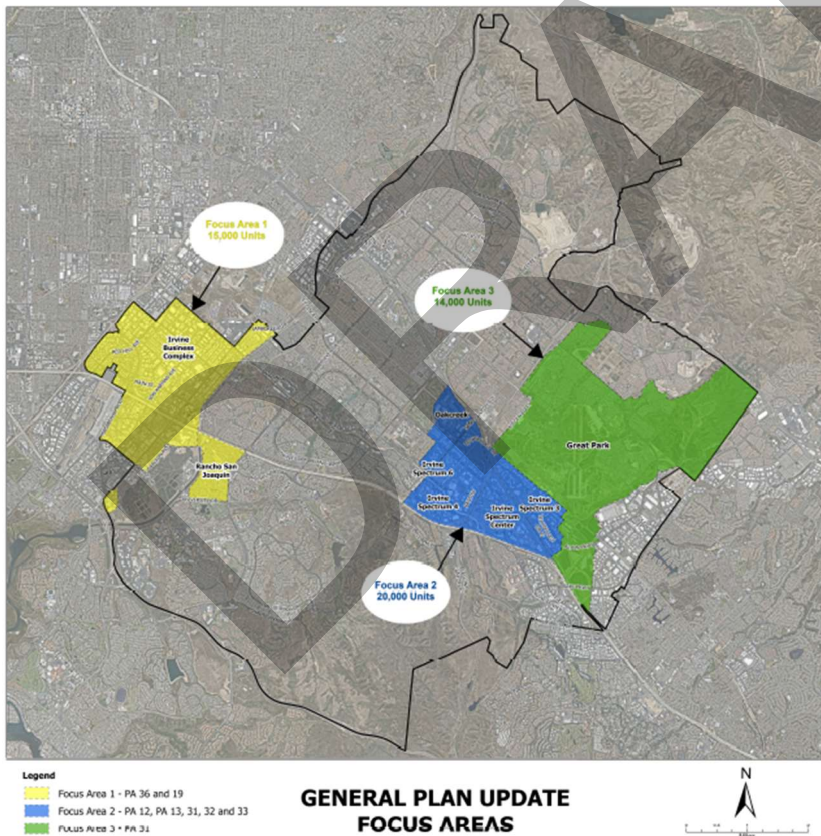 DRA
Focus Area 1
15,000 Units
Irvine
Business
Complex
Rancho San
Joaquin
Focus Area 3
14,000 Units
Great Park
Oakcreek
Irvine
Spectrum 6
Irvine
Spectrum 4
Irvine
Spectrum
Center
Irvine
Spectrum 3
Focus Area 2
20,000 Units
Legend
Focus Area 1 - PA 36 and 19
Focus Area 2 - PA 12, PA 13, 31, 32 and 33
Focus Area 3 - PA 51
GENERAL PLAN UPDATE
FOCUS AREAS
N